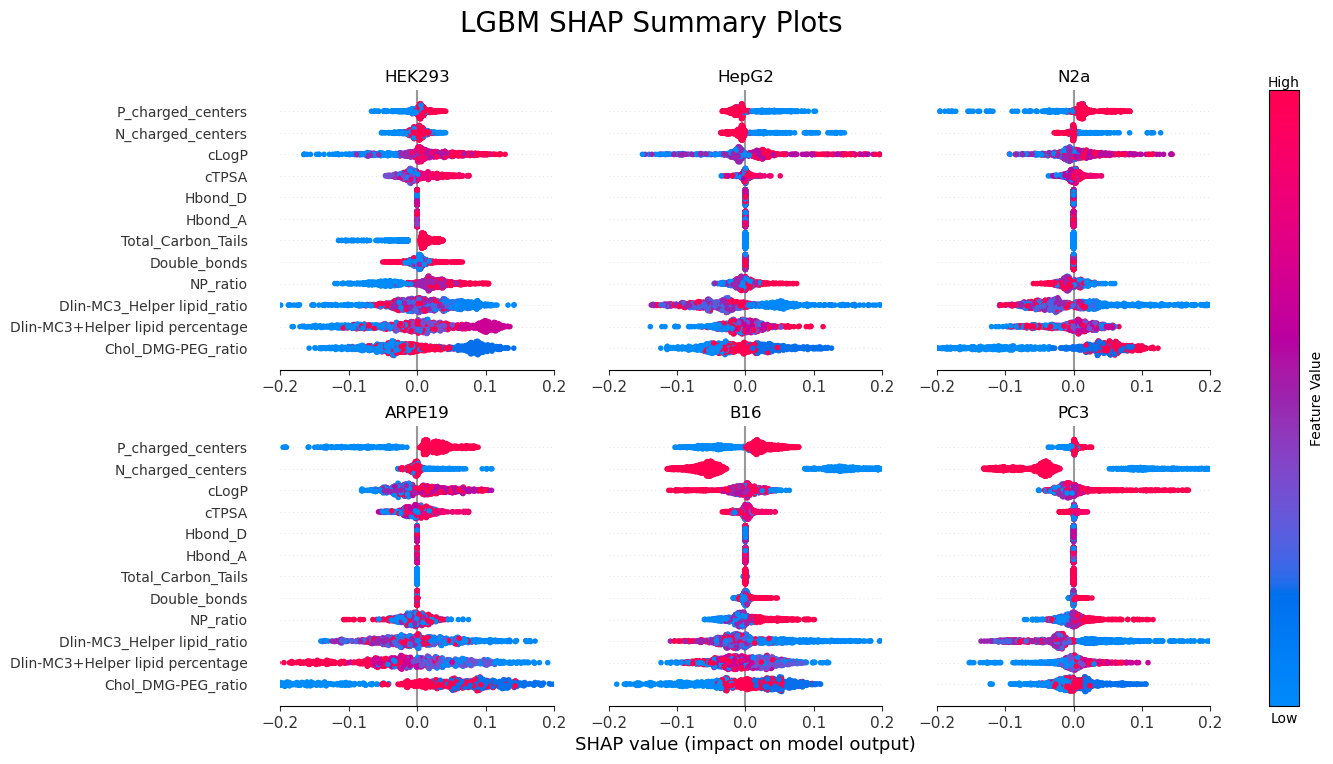 LGBM SHAP Summary Plots
HEK293
HepG2
N2a
High
P_charged_centers
N_charged_centers
cLogP
cTPSA
Hbond_D
Hbond_A
Total_Carbon_Tails
Double_bonds
NP_ratio
Dlin-MC3_Helper lipid_ratio
Dlin-MC3+Helper lipid percentage
Chol_DMG-PEG_ratio
−0.2 −0.1 0.0 0.1 0.2
−0.2 −0.1 0.0 0.1 0.2
−0.2 −0.1 0.0 0.1 0.2
Feature Value
ARPE19
B16
PC3
P_charged_centers
N_charged_centers
cLogP
cTPSA
Hbond_D
Hbond_A
Total_Carbon_Tails
Double_bonds
NP_ratio
Dlin-MC3_Helper lipid_ratio
Dlin-MC3+Helper lipid percentage
Chol_DMG-PEG_ratio
−0.2 −0.1 0.0 0.1 0.2
−0.2 −0.1 0.0 0.1 0.2
−0.2 −0.1 0.0 0.1 0.2
Low
SHAP value (impact on model output)